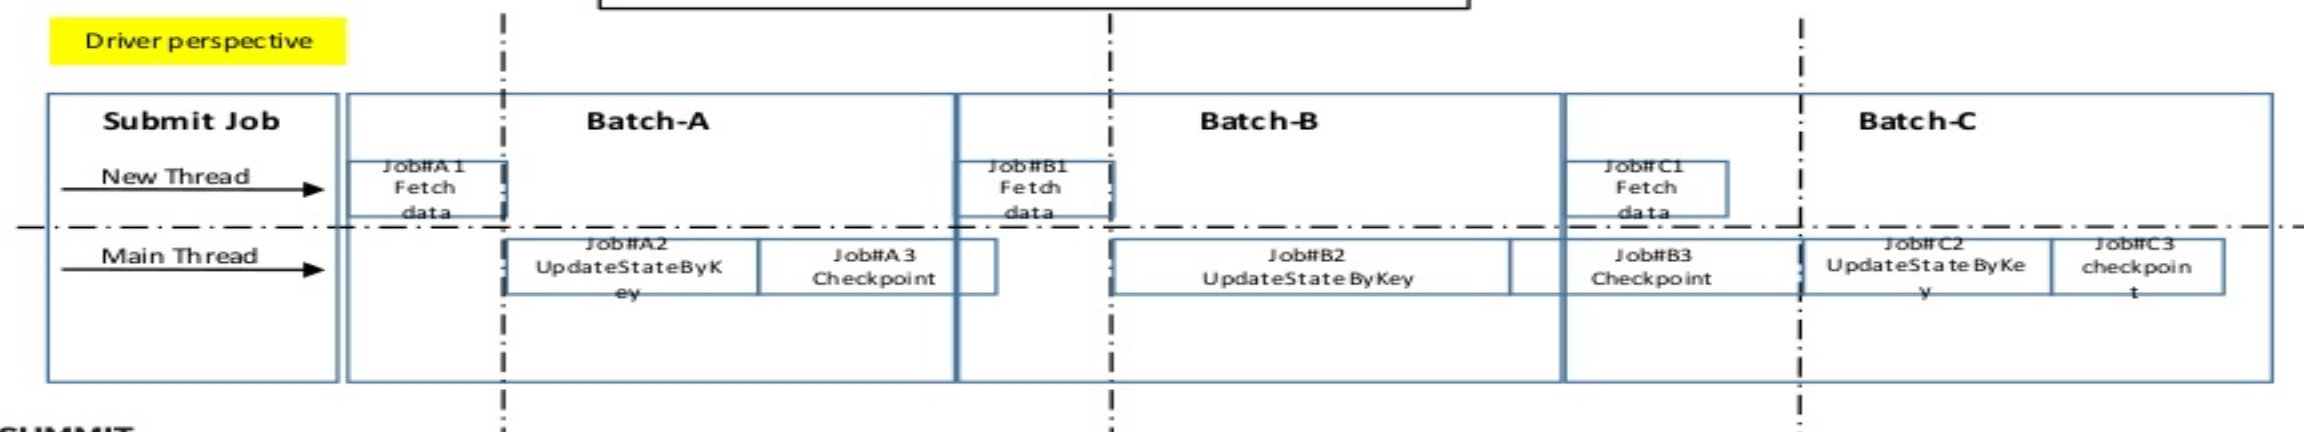 Driver perspective
Submit Job
Batch-A
Batch-B
Batch-C
New Thread
Job#A1
Fetch
data
Job#B1
Fetch
data
Job#C1
Fetch
data
Main Thread
Job#A2
UpdateStateByK
ey
Job#A3
Checkpoint
Job#B2
UpdateStateByKey
Job#B3
Checkpoint
Job#C2
UpdateStateByKe
y
Job#C3
checkpoin
t
SUMMIT